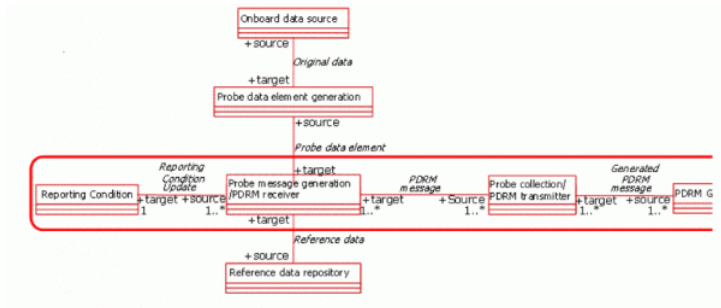 Onboard data source
+source
Original data
+target
Probe data element generation
+source
Probe data element
+target
Reporting Condition
Reporting
Condition
Update
+target
1
+source
1..*
Probe message generation
/PDRM receiver
PDRM
message
+target
1..*
+Source
1..*
Probe collection/
PDRM transmitter
Generated
PDRM
message
+target
1..*
+source
1..*
PDRM G
+target
Reference data
+source
Reference data repository